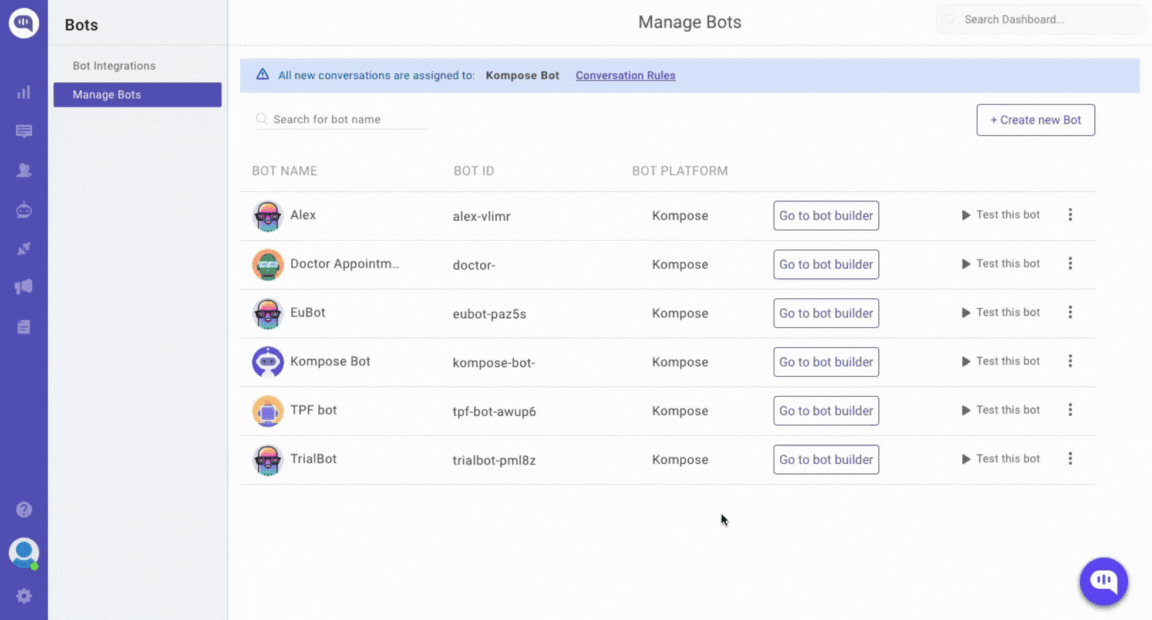 Bots
Manage Bots
Search Dashboard...
Bot Integrations
Manage Bots
All new conversations are assigned to: Kompose Bot Conversation Rules
Search for bot name
+ Create new Bot
BOT NAME BOT ID BOT PLATFORM
Alex alex-vlimr Kompose Go to bot builder Test this bot
Doctor Appointm... doctor- Kompose Go to bot builder Test this bot
EuBot eubot-paz5s Kompose Go to bot builder Test this bot
Kompose Bot kompose-bot- Kompose Go to bot builder Test this bot
TPF bot tpf-bot-awup6 Kompose Go to bot builder Test this bot
TrialBot trialbot-pml8z Kompose Go to bot builder Test this bot